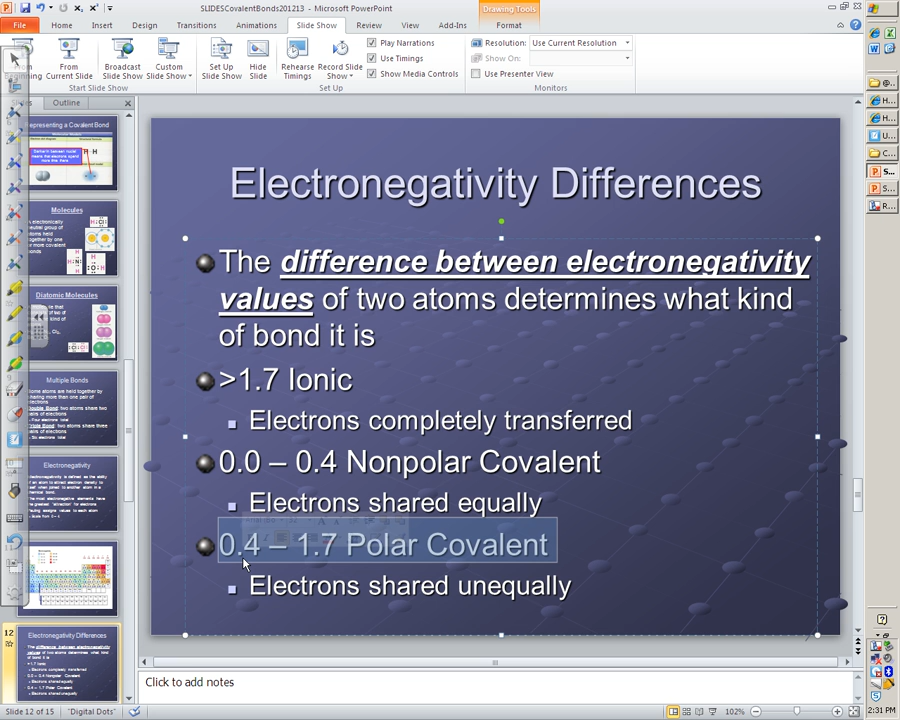 SLIDESCovalentBonds201213 - Microsoft PowerPoint
Drawing Tools
File
Home
Insert
Design
Transitions
Animations
Slide Show
Review
View
Add-Ins
Format
From
Current Slide
Broadcast
Slide Show
Custom
Slide Show
Set Up
Slide Show
Hide
Slide
Rehearse
Timings
Record Slide
Show
Play Narrations
Use Timings
Show Media Controls
Resolution:
Use Current Resolution
Show On:
Use Presenter View
Start Slide Show
Set Up
Monitors
Outline
Representing a Covalent Bond
Molecules
Diatomic Molecules
Multiple Bonds
Electronegativity
12
Electronegativity Differences
Electronegativity Differences
The difference between electronegativity
values of two atoms determines what kind
of bond it is
>1.7 Ionic
Electrons completely transferred
0.0 – 0.4 Nonpolar Covalent
Electrons shared equally
0.4 – 1.7 Polar Covalent
Electrons shared unequally
Click to add notes
Slide 12 of 15
"Digital Dots"
102%
2:31 PM